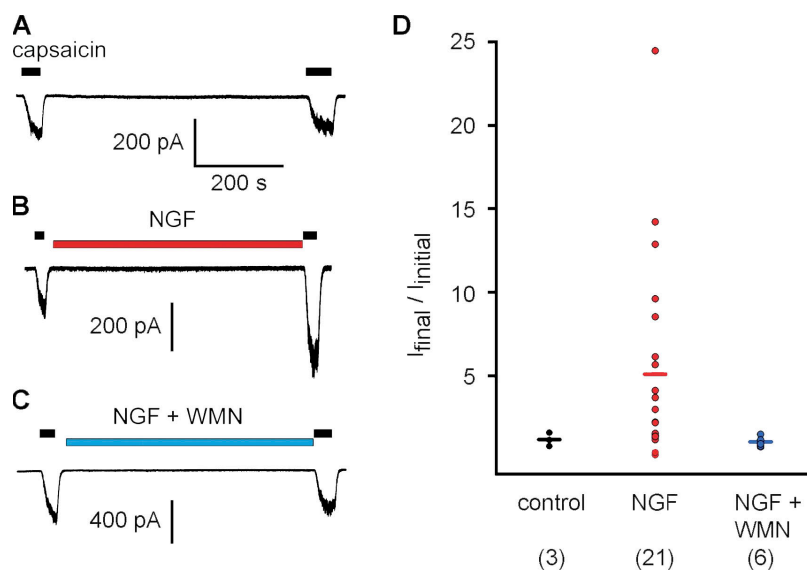 A
capsaicin
200 pA
200 s
B
NGF
200 pA
C
NGF + WMN
400 pA
D
25
20
15
10
5
Ifinal / Iinitial
control
NGF
NGF +
WMN
(3)
(21)
(6)